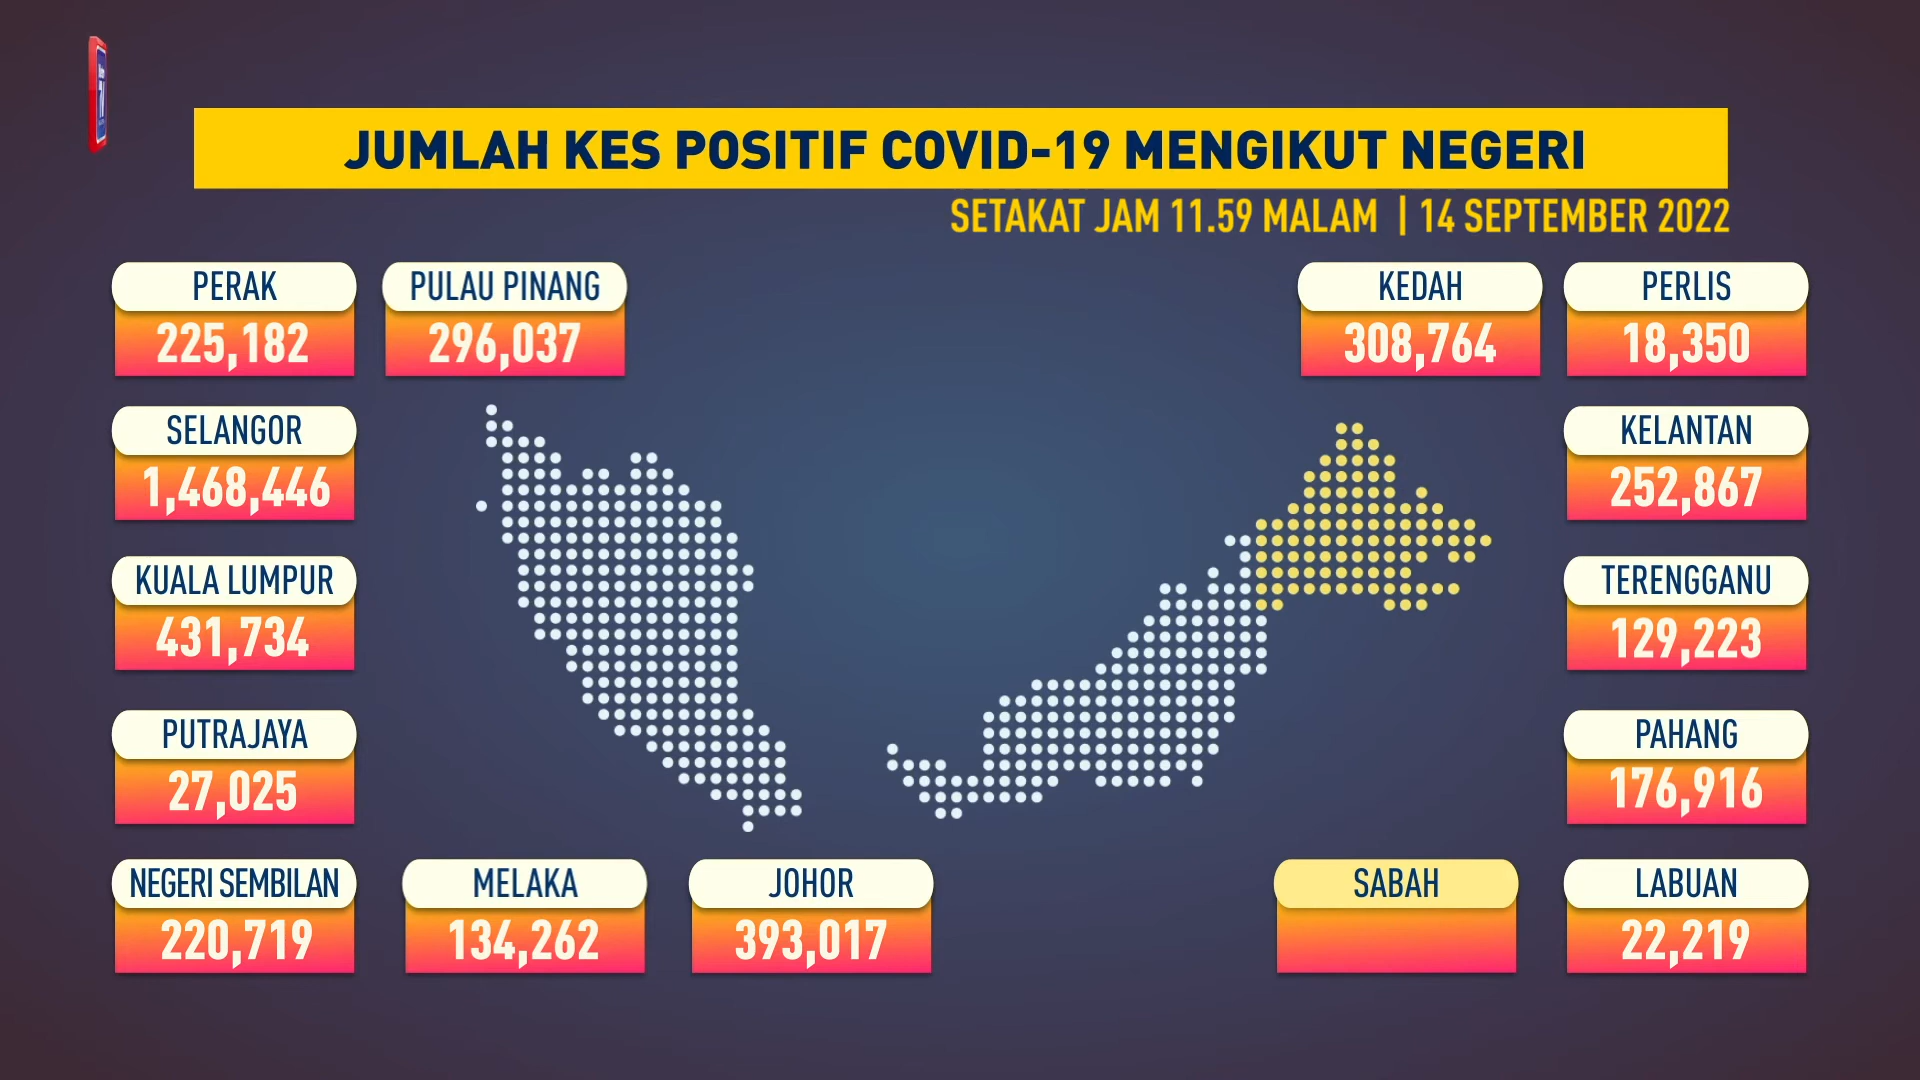 JUMLAH KES POSITIF COVID-19 MENGIKUT NEGERI
SETAKAT JAM 11.59 MALAM | 14 SEPTEMBER 2022
PERAK
225,182
PULAU PINANG
296,037
KEDAH
308,764
PERLIS
18,350
SELANGOR
1,468,446
KELANTAN
252,867
KUALA LUMPUR
431,734
TERENGGANU
129,223
PUTRAJAYA
27,025
PAHANG
176,916
NEGERI SEMBILAN
220,719
MELAKA
134,262
JOHOR
393,017
SABAH
LABUAN
22,219